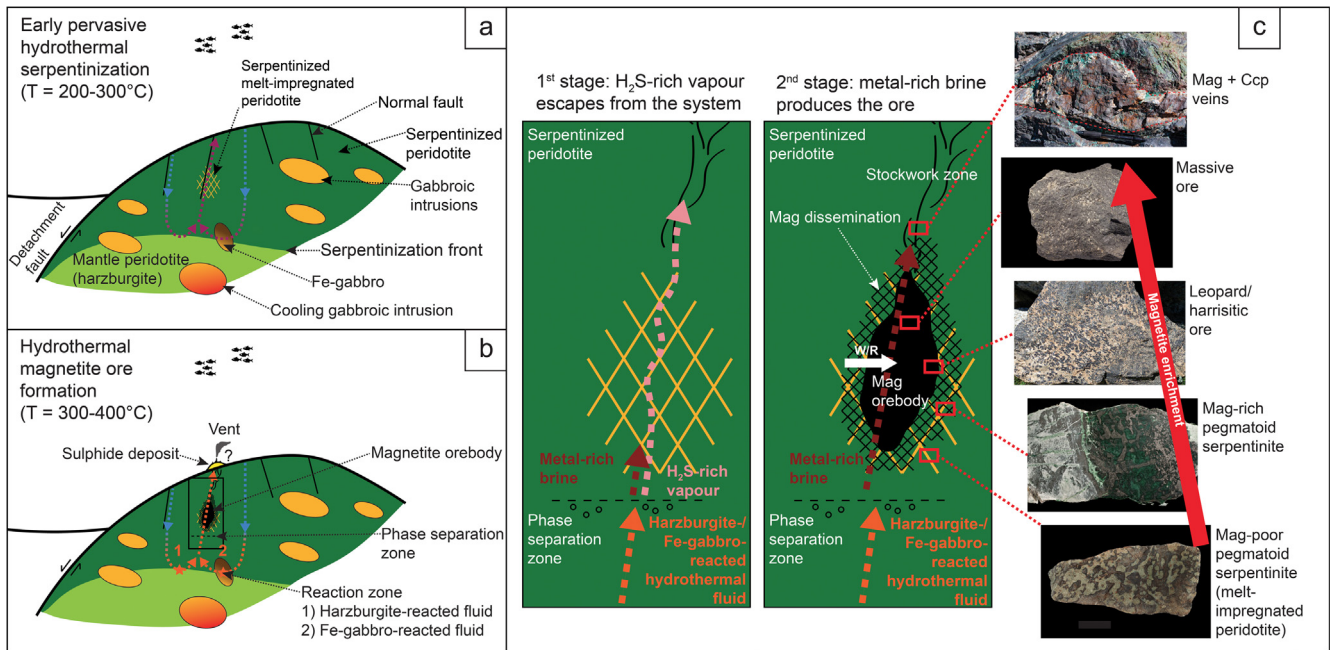 a
Early pervasive
hydrothermal
serpentinization
(T = 200-300°C)
Serpentinized
melt-impregnated
peridotite
Normal fault
Serpentinized
peridotite
Gabbroic
intrusions
Serpentinization front
Fe-gabbro
Cooling gabbroic intrusion
Mantle peridotite
(harzburgite)
Detachment
fault
b
Hydrothermal
magnetite ore
formation
(T = 300-400°C)
Vent
?
Sulphide deposit
Magnetite orebody
Phase separation
zone
1
2
Reaction zone
1) Harzburgite-reacted fluid
2) Fe-gabbro-reacted fluid
c
1st stage: H₂S-rich vapour
escapes from the system
Serpentinized
peridotite
Metal-rich
brine
H₂S-rich
vapour
Phase
separation
zone
Harzburgite-/
Fe-gabbro-
reacted
hydrothermal
fluid
2nd stage: metal-rich brine
produces the ore
Serpentinized
peridotite
Stockwork zone
Mag dissemination
W/R
Mag
orebody
Metal-rich
brine
Phase
separation
zone
Harzburgite-/
Fe-gabbro-
reacted
hydrothermal
fluid
Mag + Ccp
veins
Massive
ore
Leopard/
harrisitic
ore
Mag-rich
pegmatoid
serpentinite
Mag-poor
pegmatoid
serpentinite
(melt-
impregnated
peridotite)
Magnetite enrichment